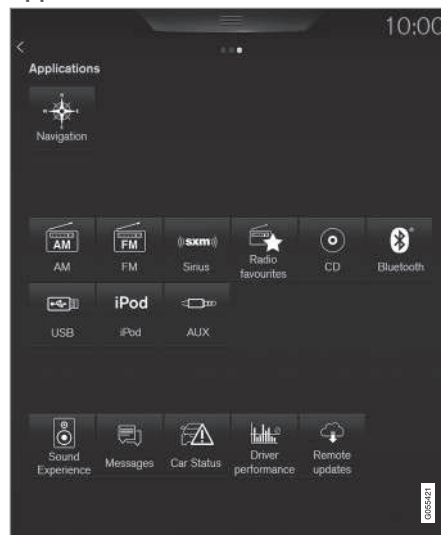 10:00
Applications
Navigation
AM FM sxm
AM FM Sirius Radio favourites CD Bluetooth
iPod
USB iPod AUX
Sound Experience Messages Car Status Driver performance Remote updates
G055421